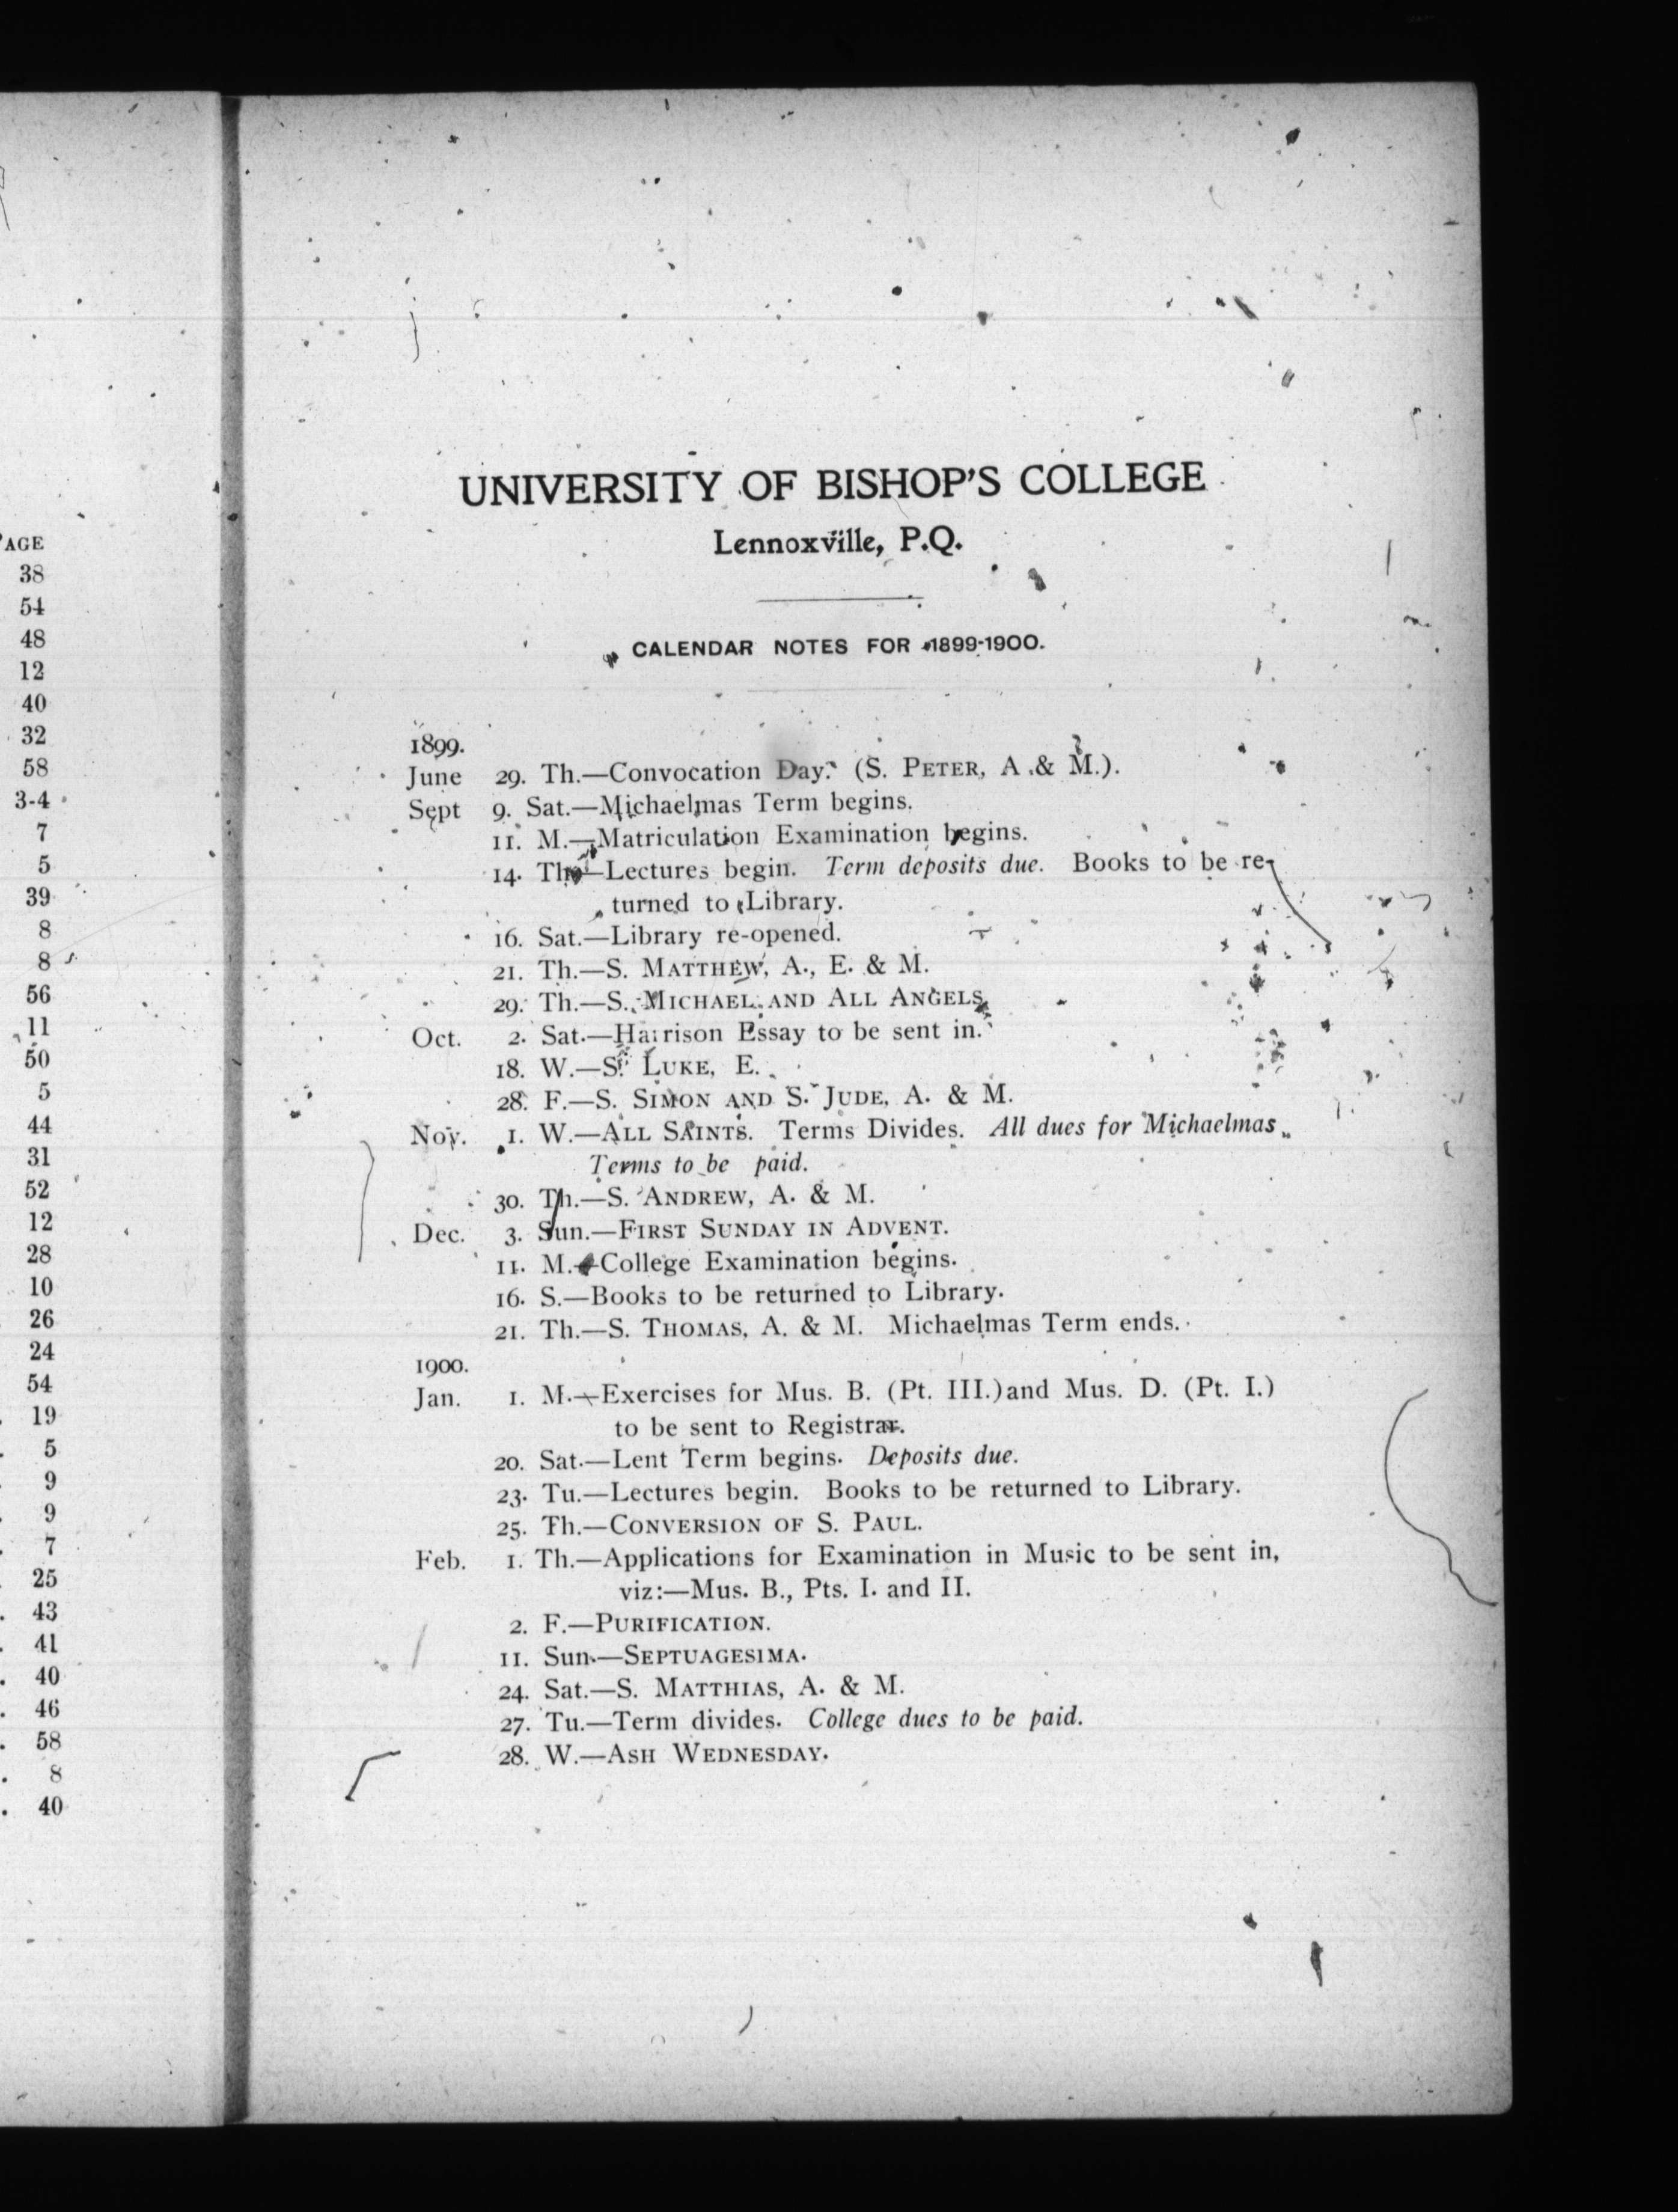 PAGE
38
54
48
12
40
32
58
3-4
7
5
39
8
8
56
11
50
5
44
31
52
12
28
10
26
24
54
19
5
9
9
7
25
43
41
40
46
58
8
40
UNIVERSITY OF BISHOP'S COLLEGE
Lennoxville, P.Q.
CALENDAR NOTES FOR 1899-1900.
1899.
June 29. Th.—Convocation Day. (S. PETER, A. & M.).
Sept 9. Sat.—Michaelmas Term begins.
11. M.—Matriculation Examination begins.
14. Th.—Lectures begin. Term deposits due. Books to be re-
turned to Library.
16. Sat.—Library re-opened.
21. Th.—S. MATTHEW, A., E. & M.
29. Th.—S. MICHAEL AND ALL ANGELS.
Oct. 2. Sat.—Harrison Essay to be sent in.
18. W.—S. LUKE, E.
28. F.—S. SIMON AND S. JUDE, A. & M.
Nov. 1. W.—ALL SAINTS. Terms Divides. All dues for Michaelmas
Terms to be paid.
30. Th.—S. ANDREW, A. & M.
Dec. 3. Sun.—FIRST SUNDAY IN ADVENT.
11. M.—College Examination begins.
16. S.—Books to be returned to Library.
21. Th.—S. THOMAS, A. & M. Michaelmas Term ends.
1900.
Jan. 1. M.—Exercises for Mus. B. (Pt. III.) and Mus. D. (Pt. I.)
to be sent to Registrar.
20. Sat.—Lent Term begins. Deposits due.
23. Tu.—Lectures begin. Books to be returned to Library.
25. Th.—CONVERSION OF S. PAUL.
Feb. 1. Th.—Applications for Examination in Music to be sent in,
viz:—Mus. B., Pts. I. and II.
2. F.—PURIFICATION.
11. Sun.—SEPTUAGESIMA.
24. Sat.—S. MATTHIAS, A. & M.
27. Tu.—Term divides. College dues to be paid.
28. W.—ASH WEDNESDAY.